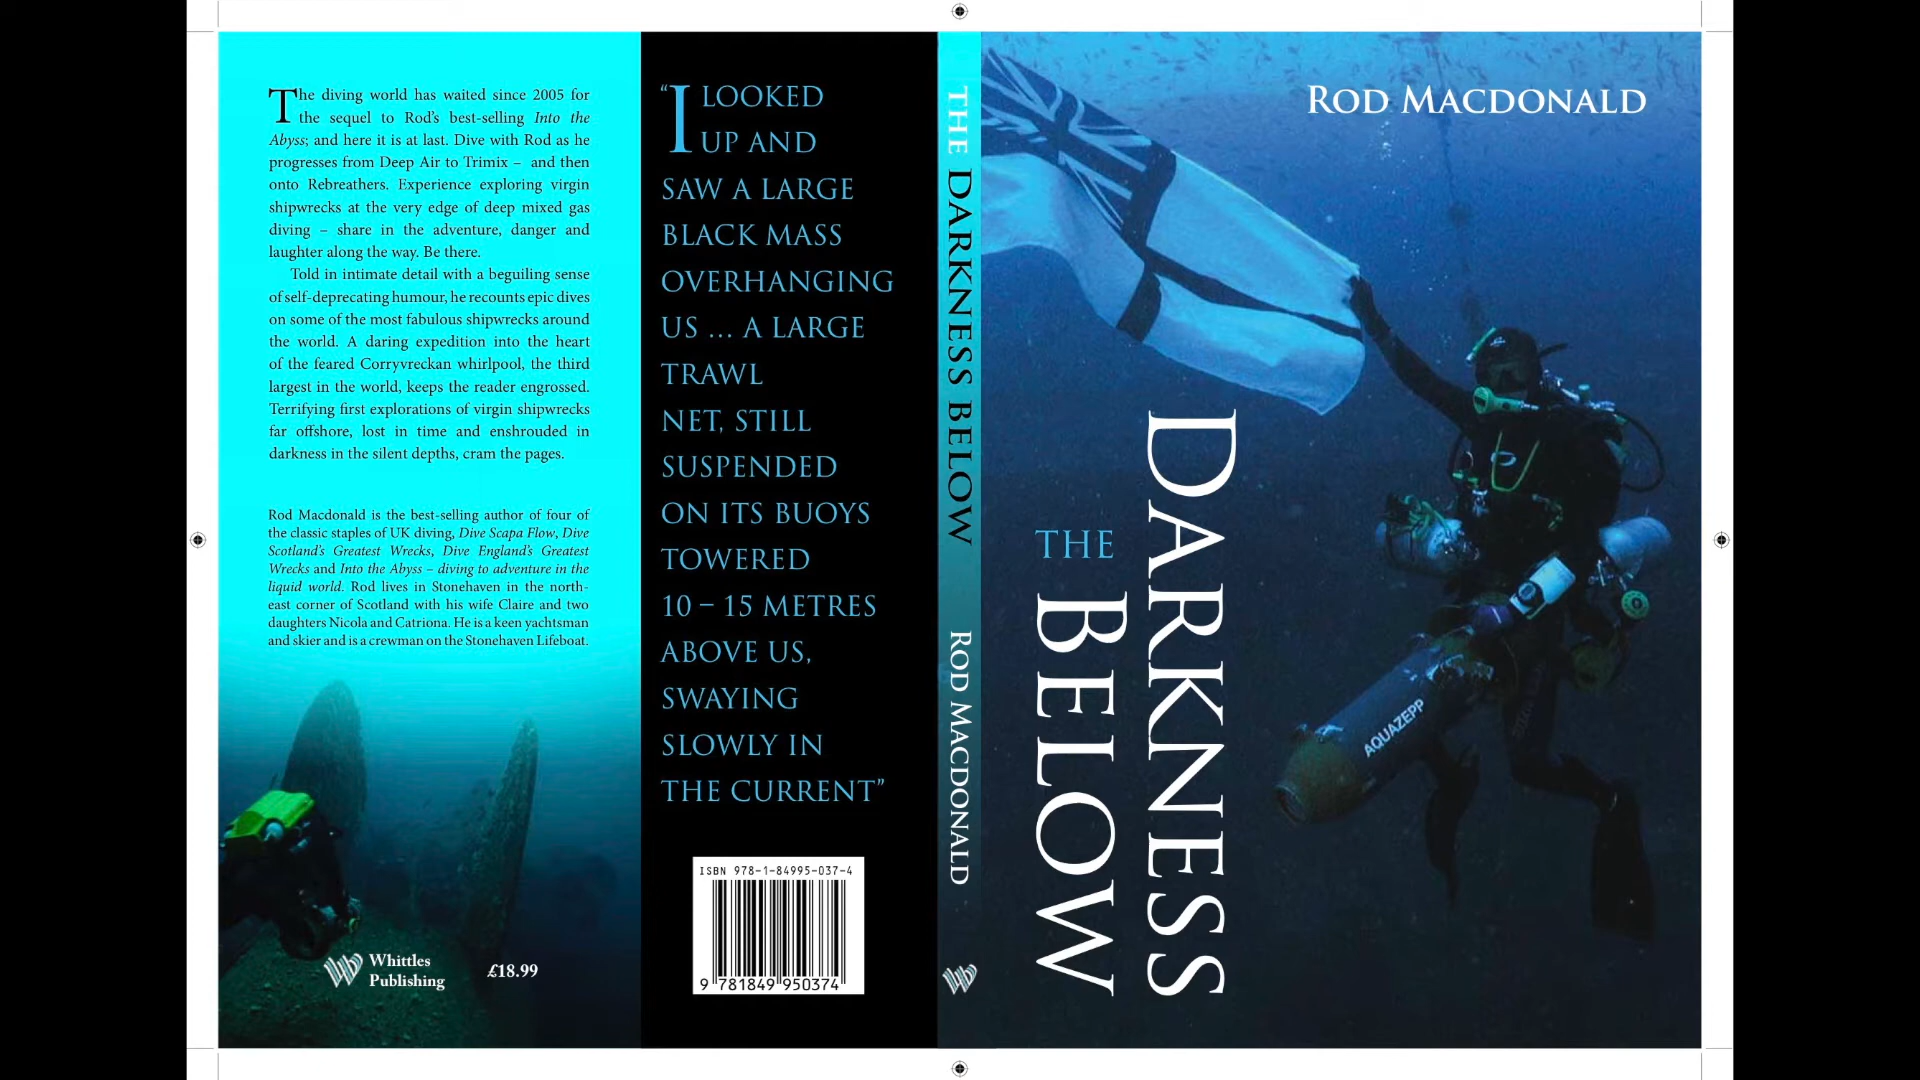 The diving world has waited since 2005 for
the sequel to Rod's best-selling Into the
Abyss; and here it is at last. Dive with Rod as he
progresses from Deep Air to Trimix – and then
onto Rebreathers. Experience exploring virgin
shipwrecks at the very edge of deep mixed gas
diving – share in the adventure, danger and
laughter along the way. Be there.
Told in intimate detail with a beguiling sense
of self-deprecating humour, he recounts epic dives
on some of the most fabulous shipwrecks around
the world. A daring expedition into the heart
of the feared Corryvreckan whirlpool, the third
largest in the world, keeps the reader engrossed.
Terrifying first explorations of virgin shipwrecks
far offshore, lost in time and enshrouded in
darkness in the silent depths, cram the pages.
Rod Macdonald is the best-selling author of four of
the classic staples of UK diving, Dive Scapa Flow, Dive
Scotland's Greatest Wrecks, Dive England's Greatest
Wrecks and Into the Abyss – diving to adventure in the
liquid world. Rod lives in Stonehaven in the north-
east corner of Scotland with his wife Claire and two
daughters Nicola and Catriona. He is a keen yachtsman
and skier and is a crewman on the Stonehaven Lifeboat.
Whittles
Publishing
£18.99
“I LOOKED
UP AND
SAW A LARGE
BLACK MASS
OVERHANGING
US ... A LARGE
TRAWL
NET, STILL
SUSPENDED
ON ITS BUOYS
TOWERED
10 – 15 METRES
ABOVE US,
SWAYING
SLOWLY IN
THE CURRENT”
ISBN 978-1-84995-037-4
9 781849 950374
THE DARKNESS BELOW
ROD MACDONALD
ROD MACDONALD
THE
DARKNESS
BELOW
AQUAZEPP